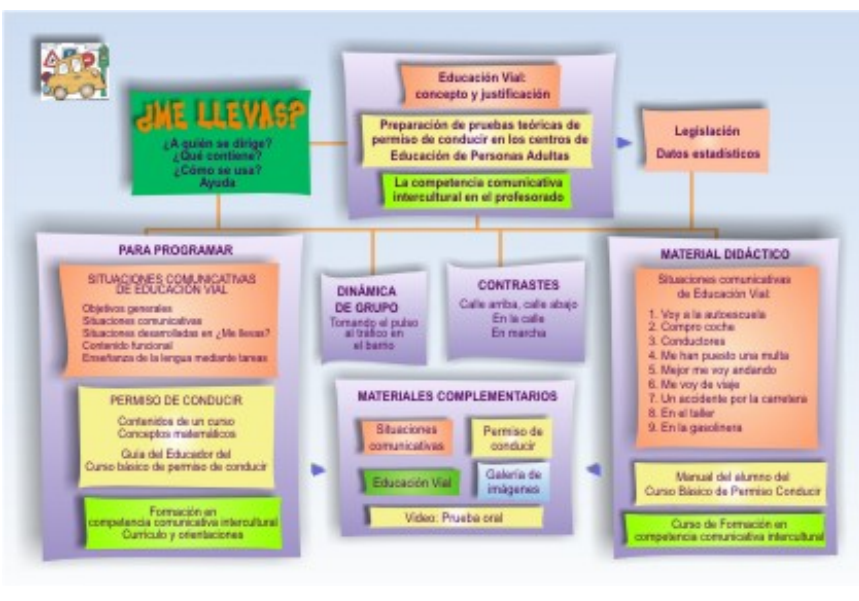 ¿ME LLEVAS?
¿A quién se dirige?
¿Qué contiene?
¿Cómo se usa?
Ayuda
Educación Vial:
concepto y justificación
Preparación de pruebas teóricas de
permiso de conducir en los centros de
Educación de Personas Adultas
La competencia comunicativa
intercultural en el profesorado
Legislación
Datos estadísticos
PARA PROGRAMAR
SITUACIONES COMUNICATIVAS
DE EDUCACIÓN VIAL
Objetivos generales
Situaciones comunicativas
Situaciones desarrolladas en ¿Me llevas?
Contenido funcional
Enseñanza de la lengua mediante tareas
PERMISO DE CONDUCIR
Contenidos de un curso
Conceptos matemáticos
Guía del Educador del
Curso básico de permiso de conducir
Formación en
competencia comunicativa intercultural
Currículo y orientaciones
DINÁMICA
DE GRUPO
Tomando el pulso
al tráfico en
el barrio
CONTRASTES
Calle arriba, calle abajo
En la calle
En marcha
MATERIALES COMPLEMENTARIOS
Situaciones
comunicativas
Permiso de
conducir
Educación Vial
Galería de
imágenes
Video: Prueba oral
MATERIAL DIDÁCTICO
Situaciones comunicativas
de Educación Vial:
1. Voy a la autoescuela
2. Compro coche
3. Conductores
4. Me han puesto una multa
5. Mejor me voy andando
6. Me voy de viaje
7. Un accidente por la carretera
8. En el taller
9. En la gasolinera
Manual del alumno del
Curso Básico de Permiso Conducir
Curso de Formación en
competencia comunicativa intercultural